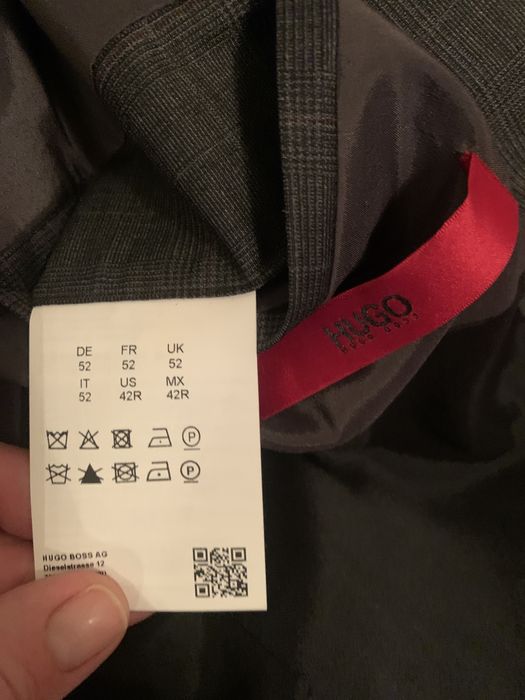 HUGO
HUGO BOSS
DE FR UK
52 52 52
IT US MX
52 42R 42R
P
P
HUGO BOSS AG
Dieselstrasse 12